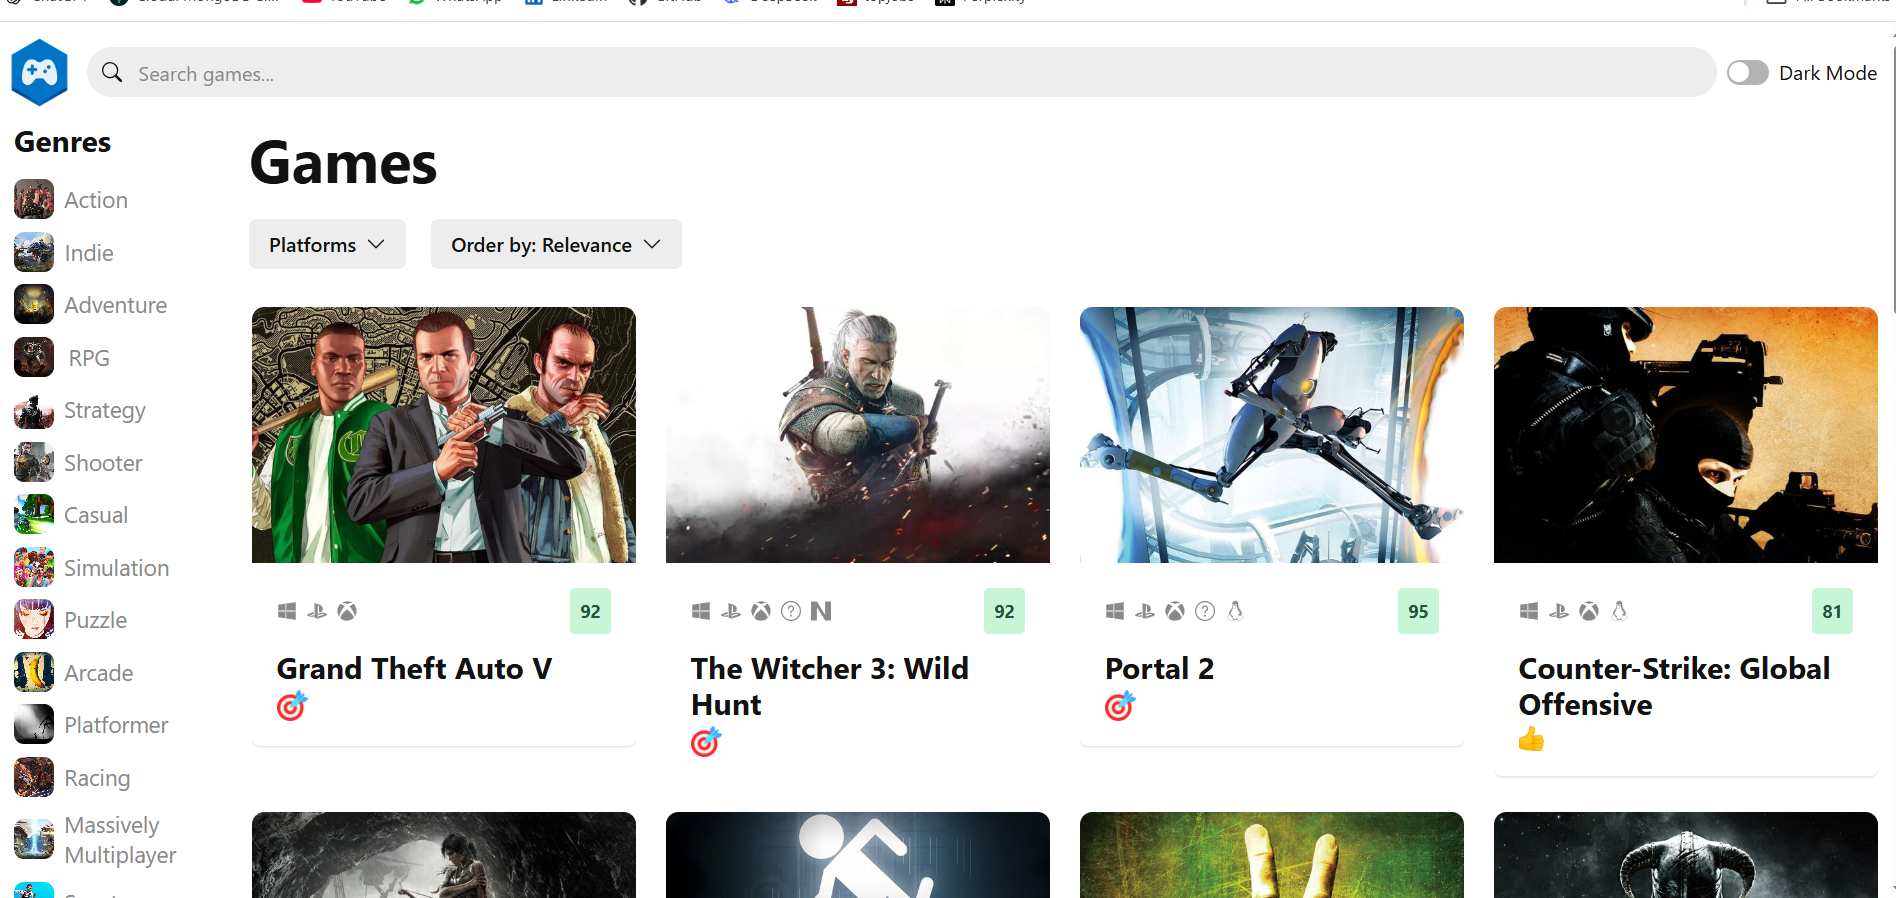 Search games...
Dark Mode
Genres
Games
Action
Indie
Adventure
RPG
Strategy
Shooter
Casual
Simulation
Puzzle
Arcade
Platformer
Racing
Massively
Multiplayer
Platforms
Order by: Relevance
92
Grand Theft Auto V
92
The Witcher 3: Wild
Hunt
95
Portal 2
81
Counter-Strike: Global
Offensive